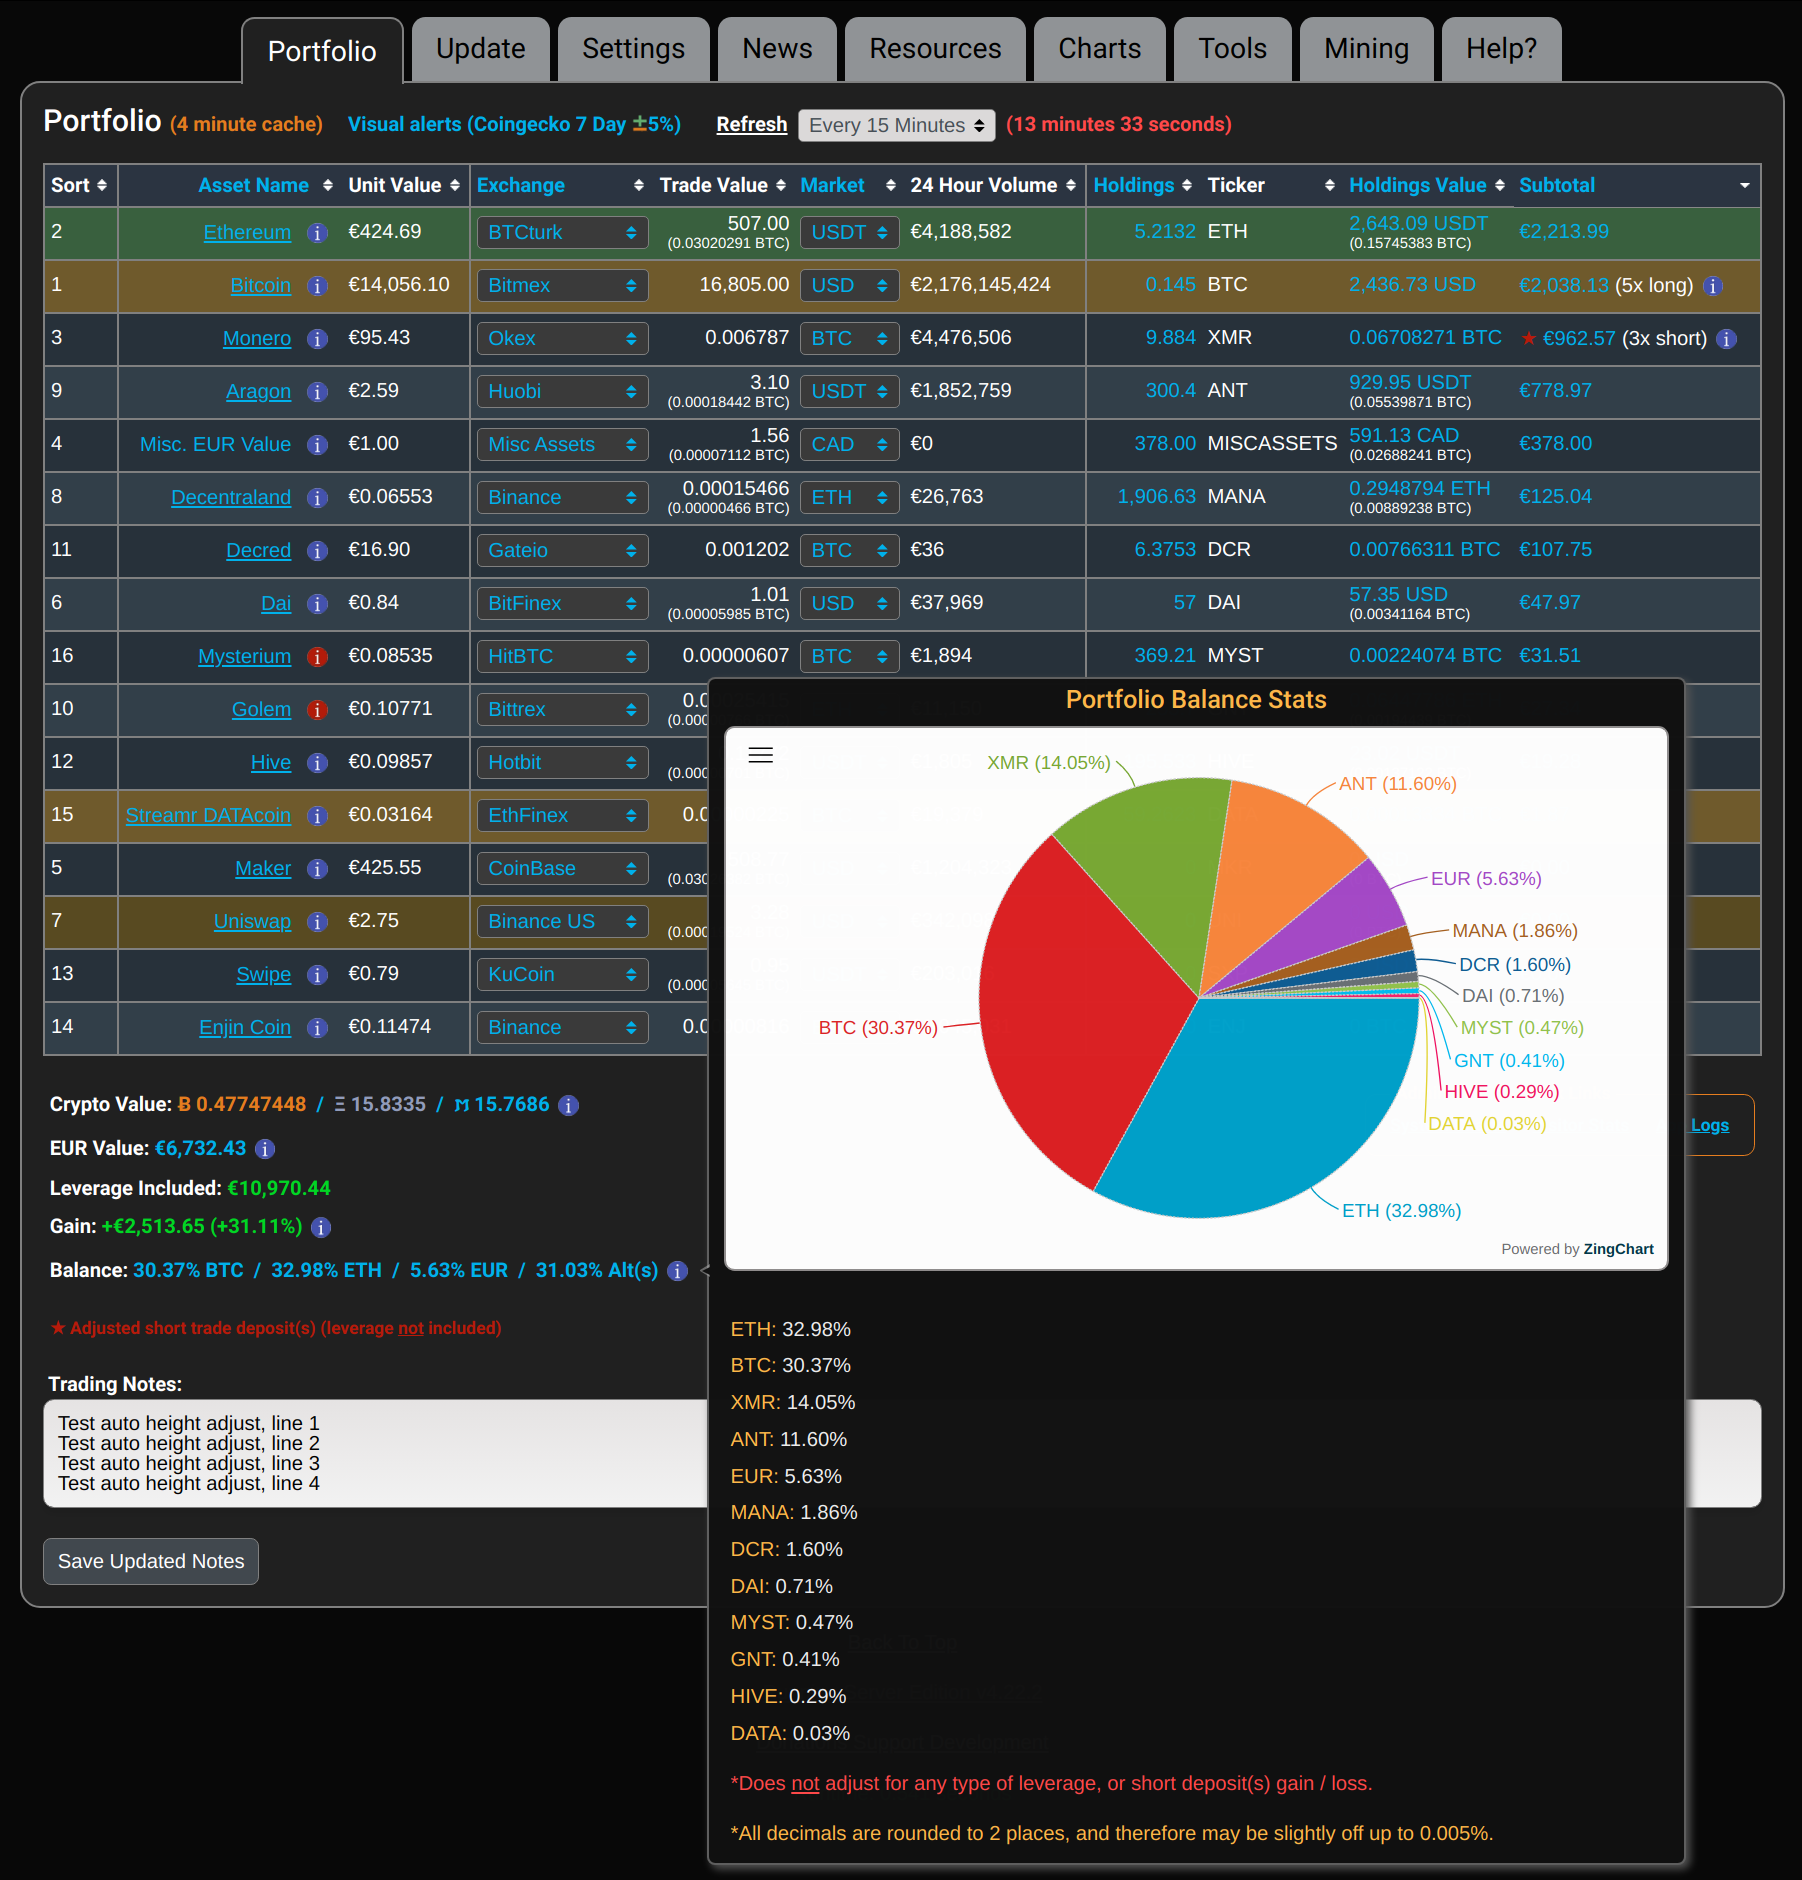 Portfolio Update Settings News Resources Charts Tools Mining Help?
Portfolio (4 minute cache) Visual alerts (Coingecko 7 Day ±5%) Refresh Every 15 Minutes (13 minutes 33 seconds)
Sort Asset Name Unit Value Exchange Trade Value Market 24 Hour Volume Holdings Ticker Holdings Value Subtotal
2 Ethereum i €424.69 BTCturk 507.00 (0.03020291 BTC) USDT €4,188,582 5.2132 ETH 2,643.09 USDT (0.15745383 BTC) €2,213.99
1 Bitcoin i €14,056.10 Bitmex 16,805.00 USD €2,176,145,424 0.145 BTC 2,436.73 USD €2,038.13 (5x long) i
3 Monero i €95.43 Okex 0.006787 BTC €4,476,506 9.884 XMR 0.06708271 BTC ★ €962.57 (3x short) i
9 Aragon i €2.59 Huobi 3.10 (0.00018442 BTC) USDT €1,852,759 300.4 ANT 929.95 USDT (0.05539871 BTC) €778.97
4 Misc. EUR Value i €1.00 Misc Assets 1.56 (0.00007112 BTC) CAD €0 378.00 MISCASSETS 591.13 CAD (0.02688241 BTC) €378.00
8 Decentraland i €0.06553 Binance 0.00015466 (0.00000466 BTC) ETH €26,763 1,906.63 MANA 0.2948794 ETH (0.00889238 BTC) €125.04
11 Decred i €16.90 Gateio 0.001202 BTC €36 6.3753 DCR 0.00766311 BTC €107.75
6 Dai i €0.84 BitFinex 1.01 (0.00005985 BTC) USD €37,969 57 DAI 57.35 USD (0.00341164 BTC) €47.97
16 Mysterium i €0.08535 HitBTC 0.00000607 BTC €1,894 369.21 MYST 0.00224074 BTC €31.51
10 Golem i €0.10771 Bittrex 0.0 (0.000
12 Hive i €0.09857 Hotbit (0.000
15 Streamr DATAcoin i €0.03164 EthFinex 0.0
5 Maker i €425.55 CoinBase (0.030
7 Uniswap i €2.75 Binance US (0.000
13 Swipe i €0.79 KuCoin (0.000
14 Enjin Coin i €0.11474 Binance 0.0
Crypto Value: Ƀ 0.47747448 / Ξ 15.8335 / ɱ 15.7686 i
EUR Value: €6,732.43 i
Leverage Included: €10,970.44
Gain: +€2,513.65 (+31.11%) i
Balance: 30.37% BTC / 32.98% ETH / 5.63% EUR / 31.03% Alt(s) i
★ Adjusted short trade deposit(s) (leverage not included)
Trading Notes:
Test auto height adjust, line 1
Test auto height adjust, line 2
Test auto height adjust, line 3
Test auto height adjust, line 4
Save Updated Notes
Logs
Portfolio Balance Stats
XMR (14.05%)
ANT (11.60%)
EUR (5.63%)
MANA (1.86%)
DCR (1.60%)
DAI (0.71%)
BTC (30.37%)
MYST (0.47%)
GNT (0.41%)
HIVE (0.29%)
DATA (0.03%)
ETH (32.98%)
Powered by ZingChart
ETH: 32.98%
BTC: 30.37%
XMR: 14.05%
ANT: 11.60%
EUR: 5.63%
MANA: 1.86%
DCR: 1.60%
DAI: 0.71%
MYST: 0.47%
GNT: 0.41%
HIVE: 0.29%
DATA: 0.03%
*Does not adjust for any type of leverage, or short deposit(s) gain / loss.
*All decimals are rounded to 2 places, and therefore may be slightly off up to 0.005%.